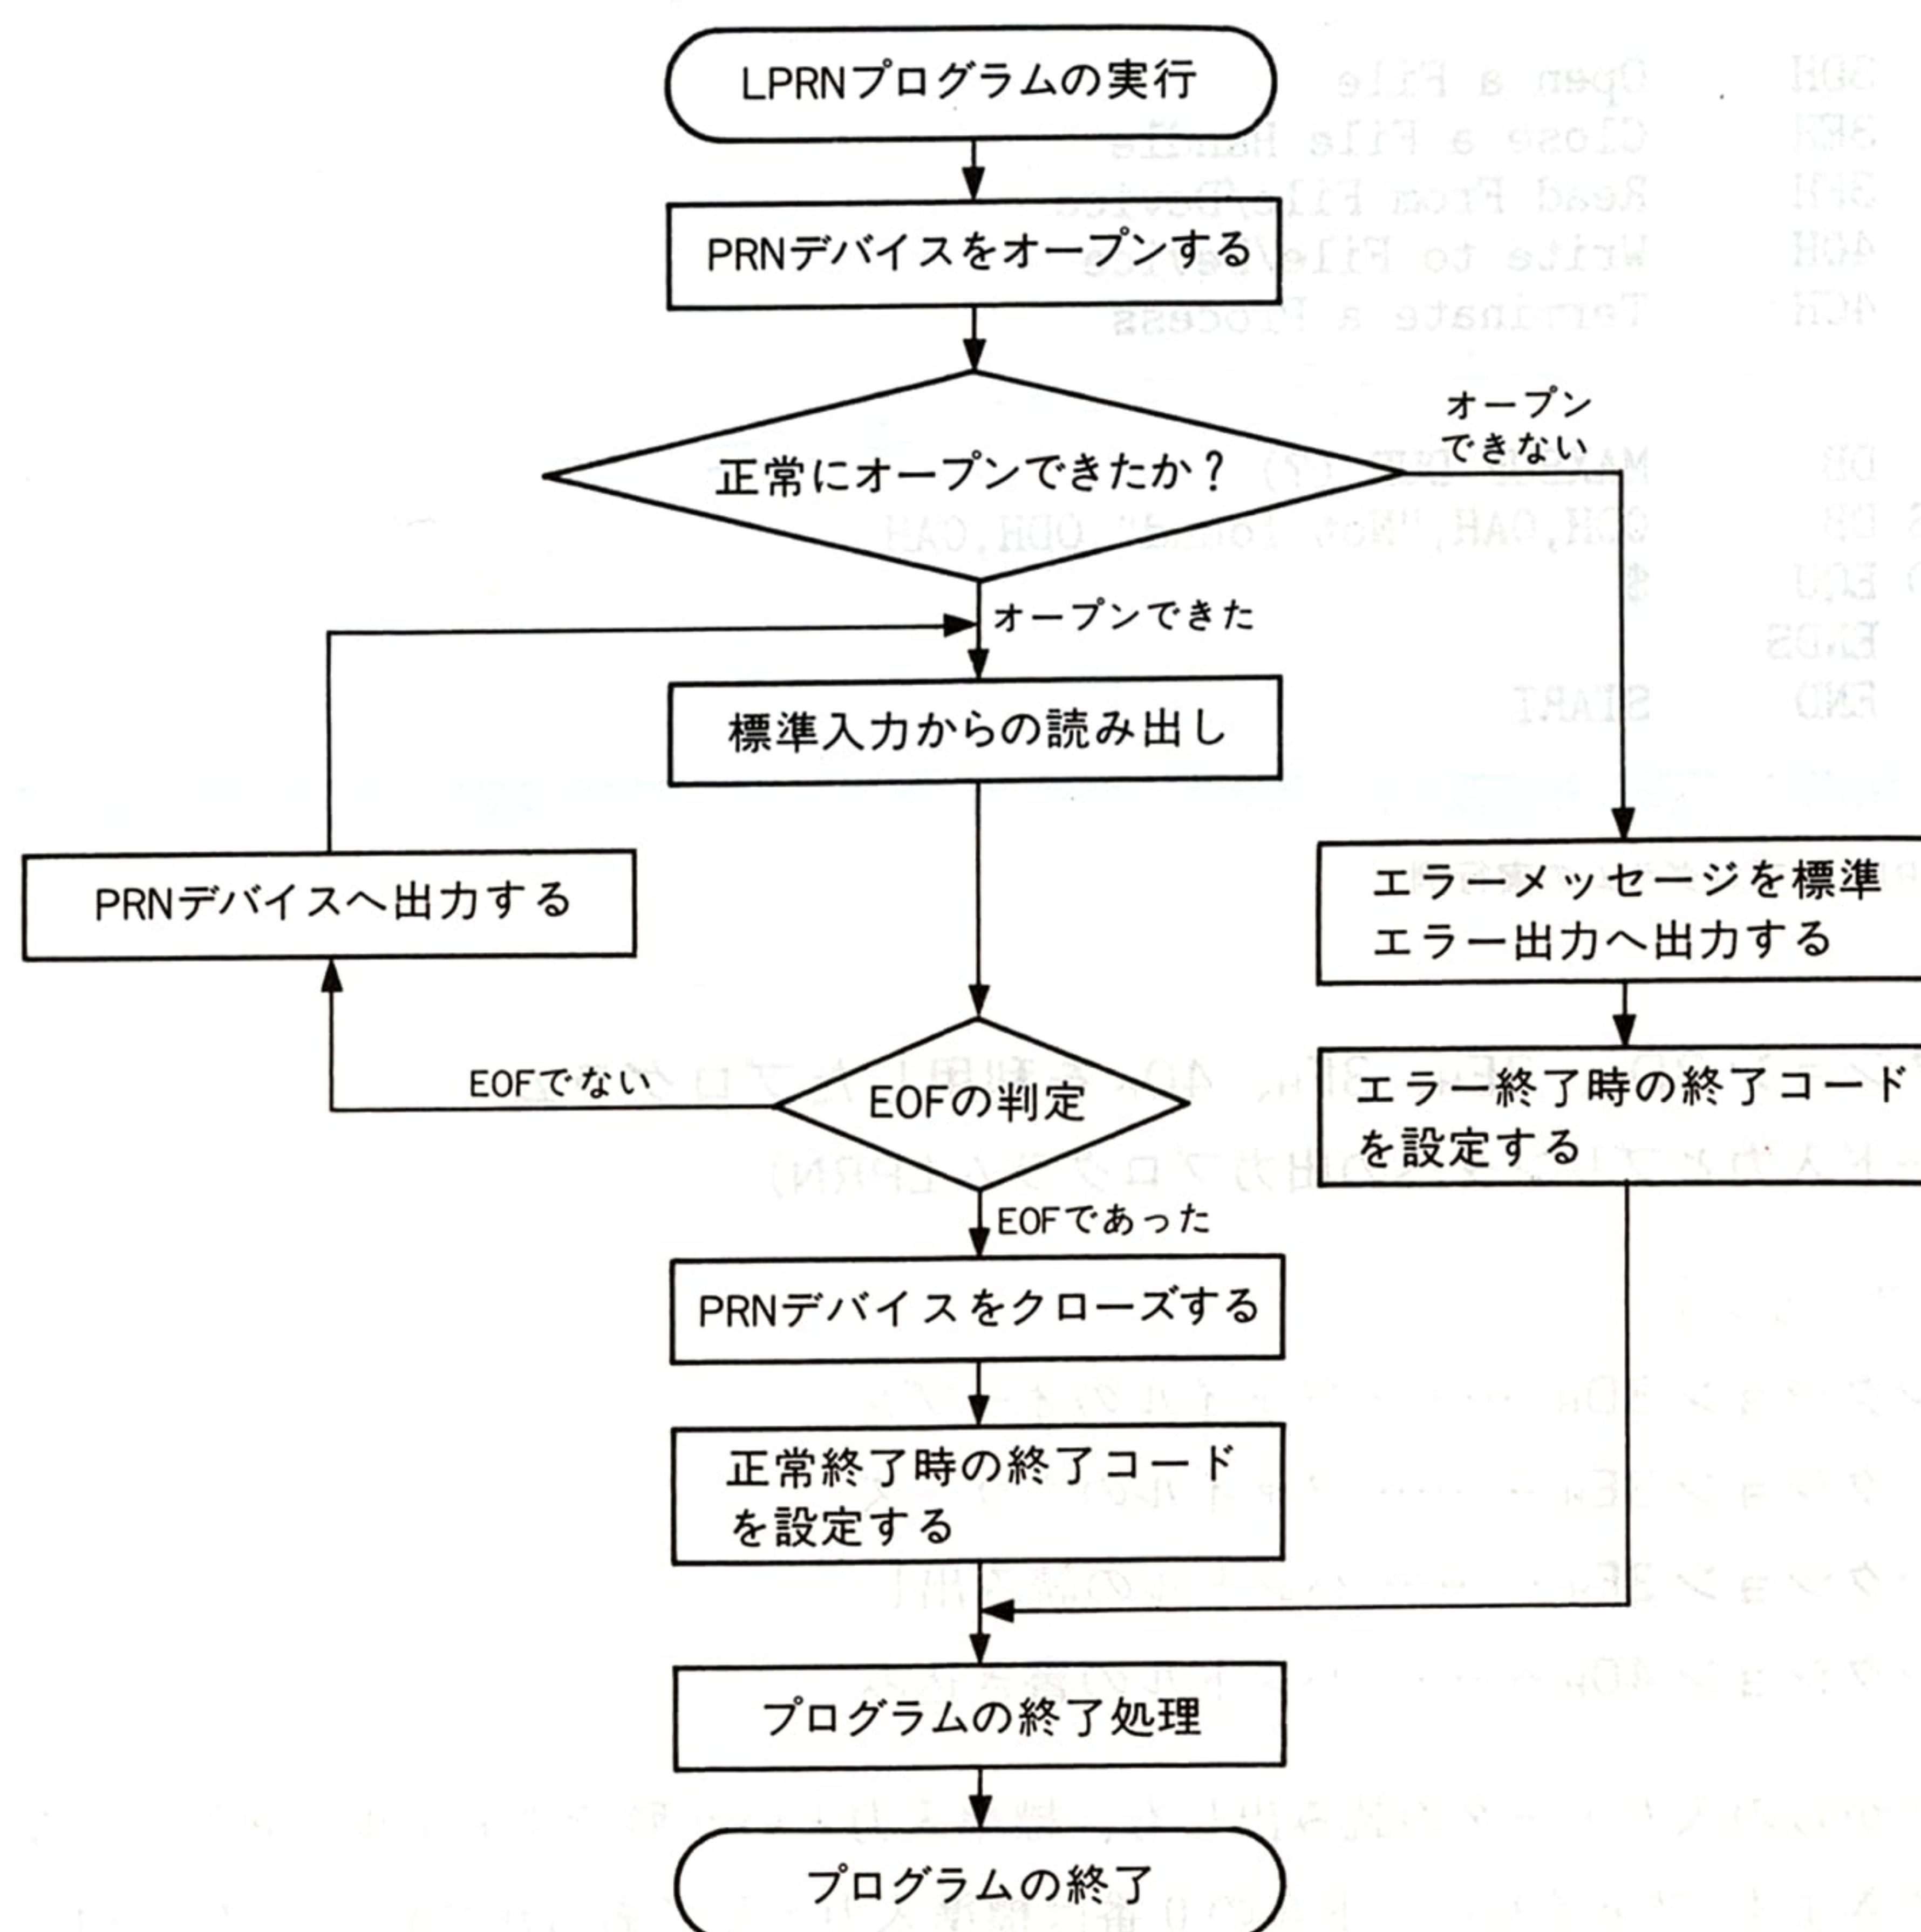 LPRNプログラムの実行
PRNデバイスをオープンする
正常にオープンできたか？
オープン
できない
オープンできた
標準入力からの読み出し
PRNデバイスへ出力する
エラーメッセージを標準
エラー出力へ出力する
EOFでない
EOFの判定
エラー終了時の終了コード
を設定する
EOFであった
PRNデバイスをクローズする
正常終了時の終了コード
を設定する
プログラムの終了処理
プログラムの終了